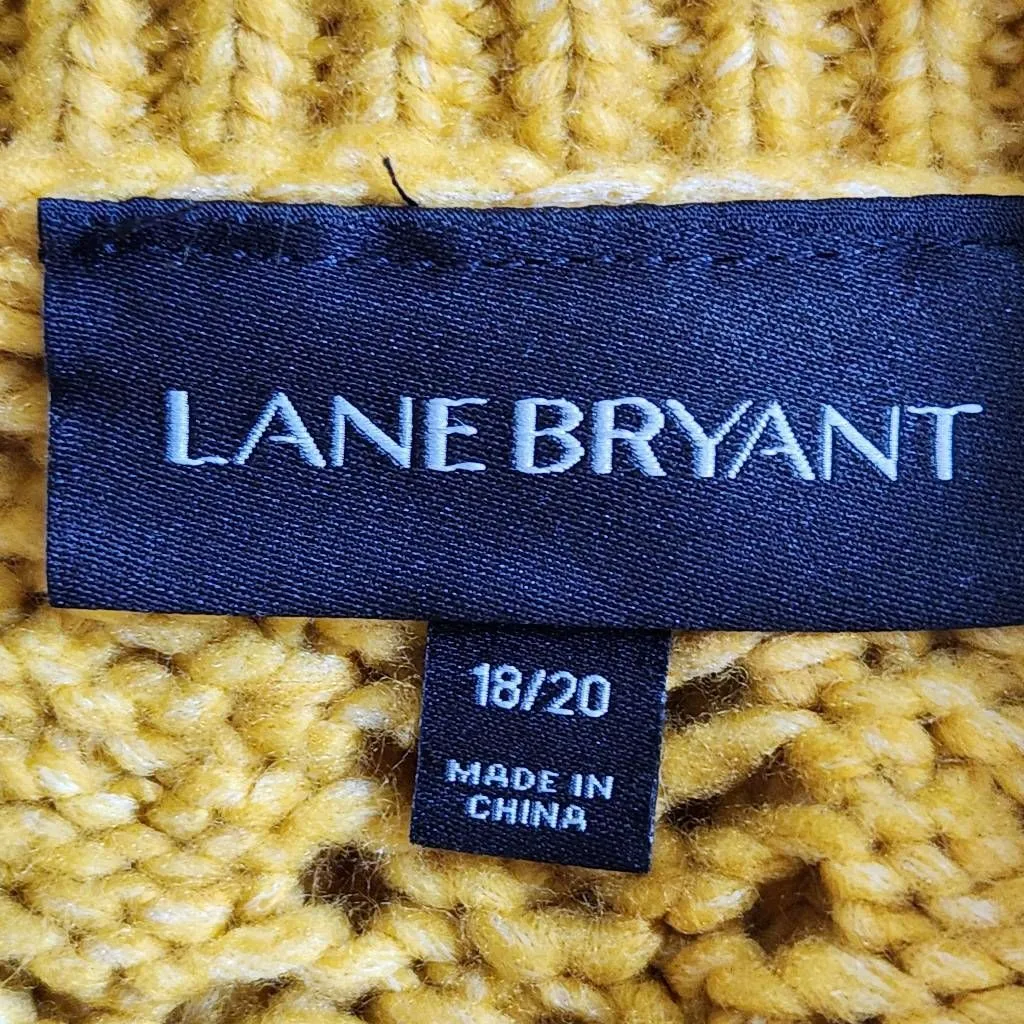 LANE BRYANT
18/20
MADE IN
CHINA